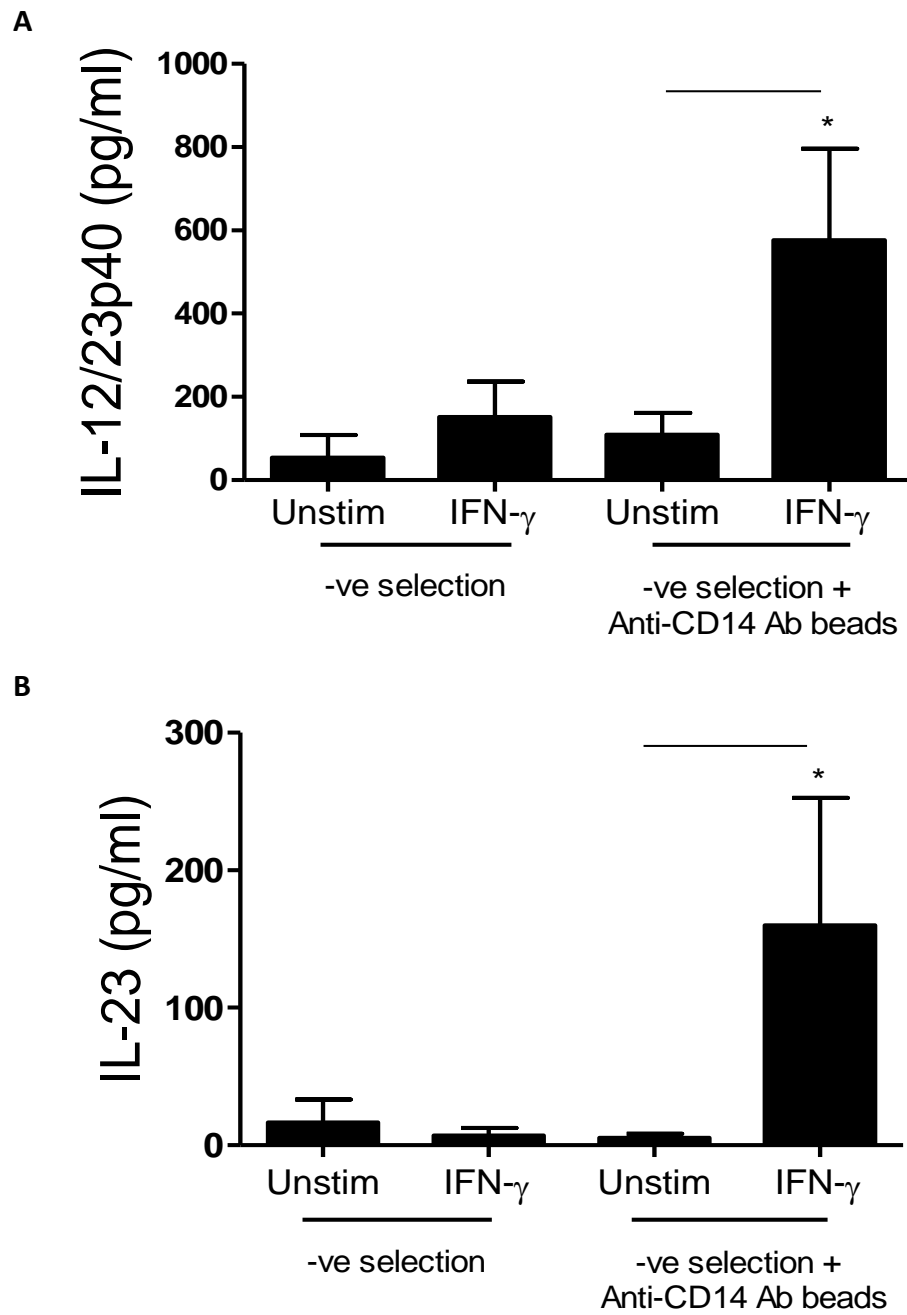 A
IL-12/23p40 (pg/ml)
1000
800
600
400
200
0
*
Unstim IFN-γ Unstim IFN-γ
-ve selection
-ve selection +
Anti-CD14 Ab beads
B
IL-23 (pg/ml)
300
200
100
0
*
Unstim IFN-γ Unstim IFN-γ
-ve selection
-ve selection +
Anti-CD14 Ab beads